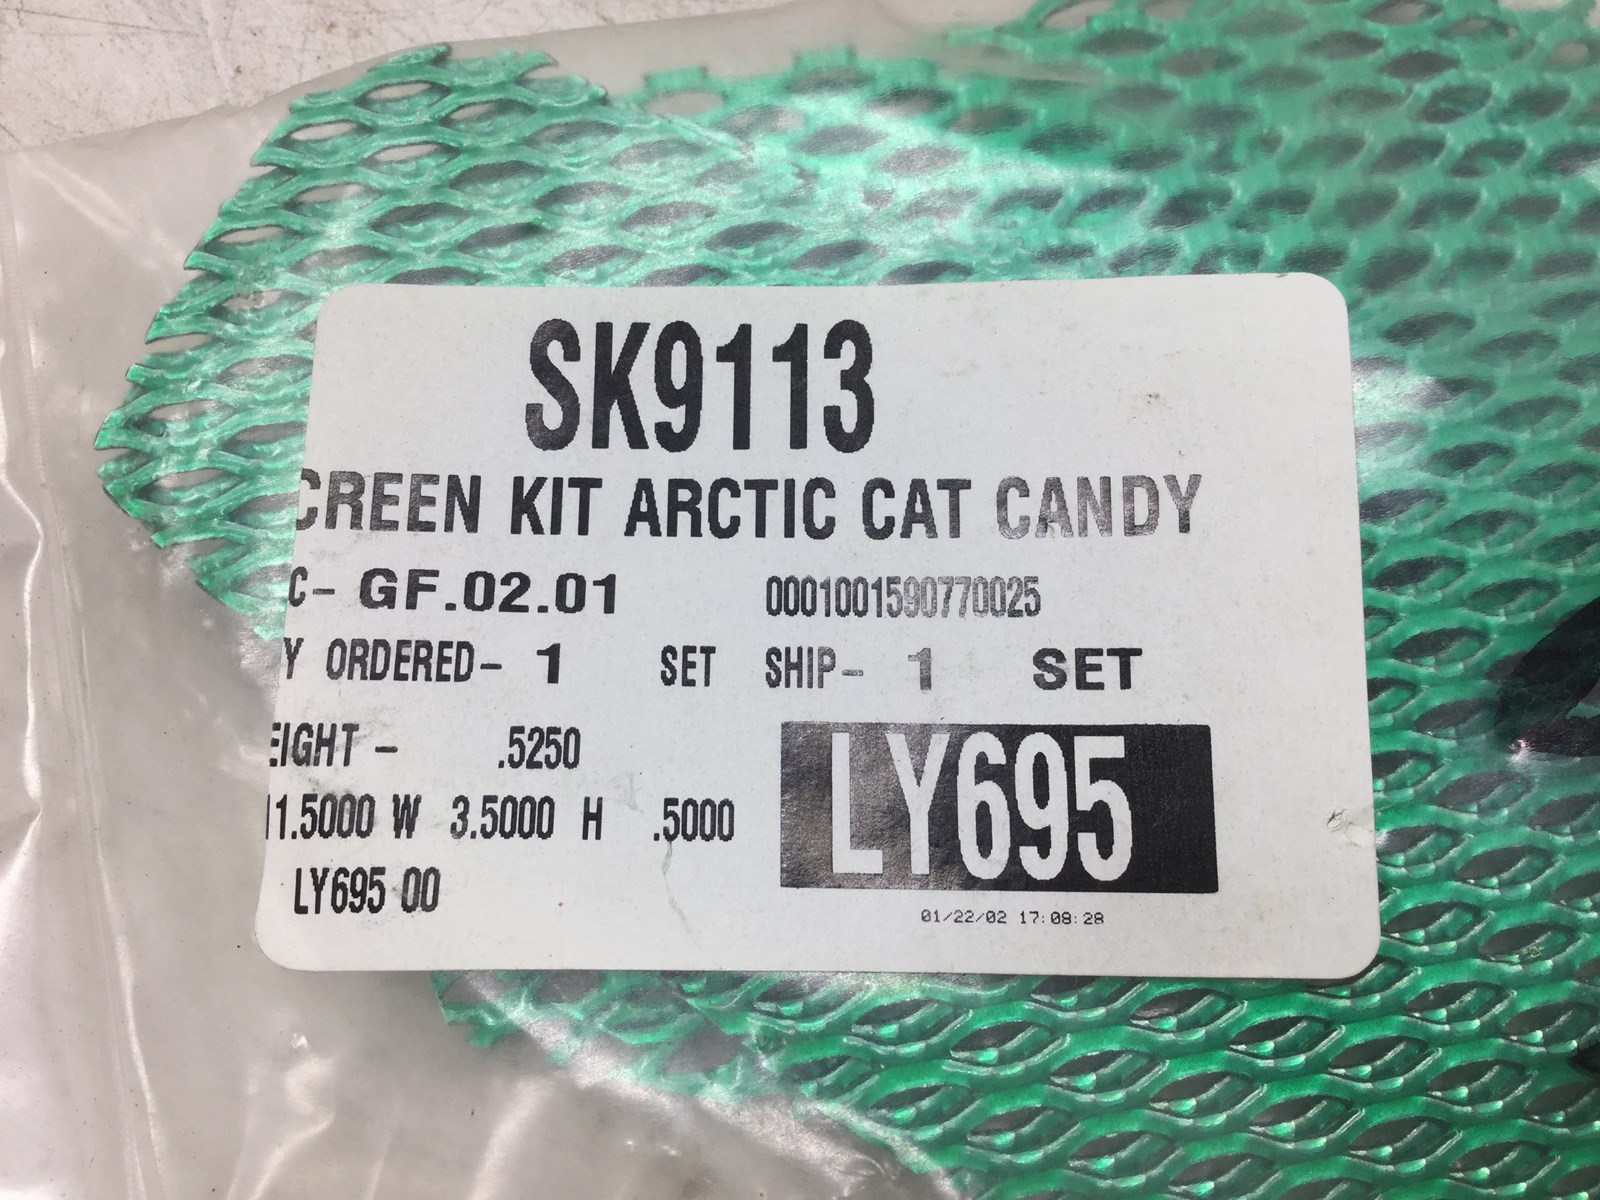 SK9113
CREEN KIT ARCTIC CAT CANDY
C- GF.02.01 0001001590770025
Y ORDERED- 1 SET SHIP- 1 SET
EIGHT - .5250
11.5000 W 3.5000 H .5000
LY695
LY695 00
01/22/02 17:08:28